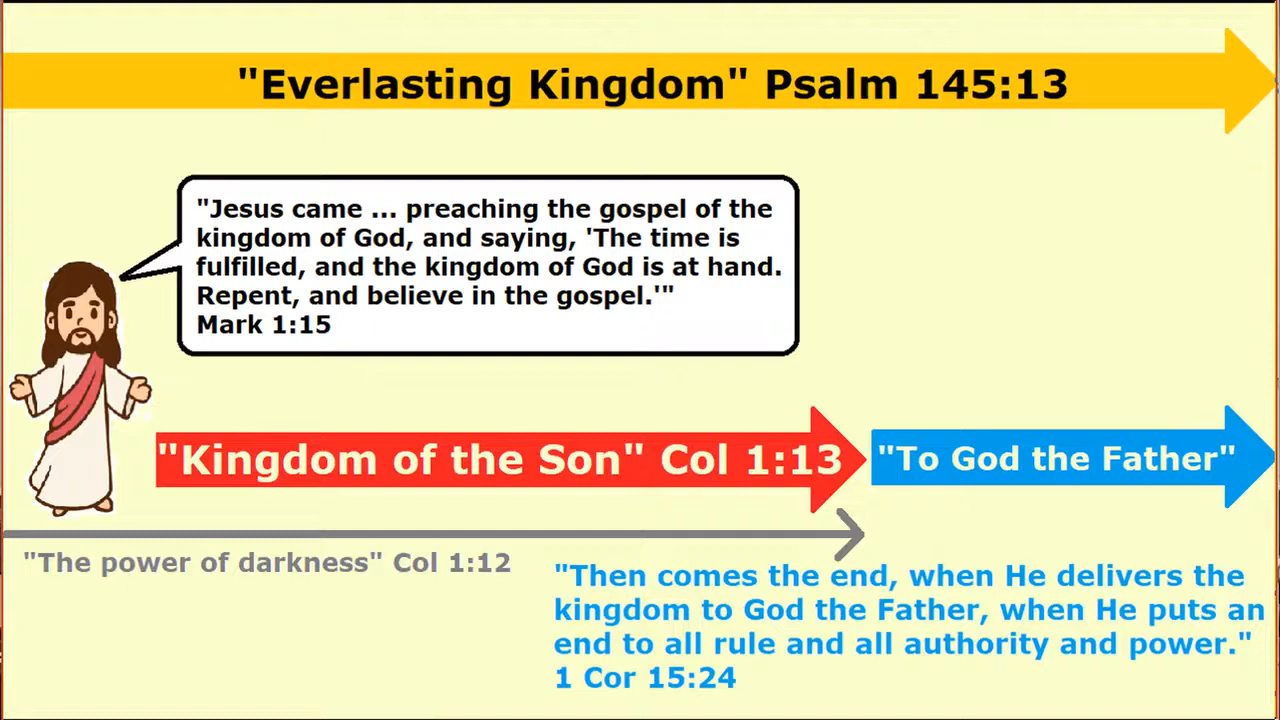 "Everlasting Kingdom" Psalm 145:13
"Jesus came ... preaching the gospel of the
kingdom of God, and saying, 'The time is
fulfilled, and the kingdom of God is at hand.
Repent, and believe in the gospel.'"
Mark 1:15
"Kingdom of the Son" Col 1:13
"To God the Father"
"The power of darkness" Col 1:12
"Then comes the end, when He delivers the
kingdom to God the Father, when He puts an
end to all rule and all authority and power."
1 Cor 15:24